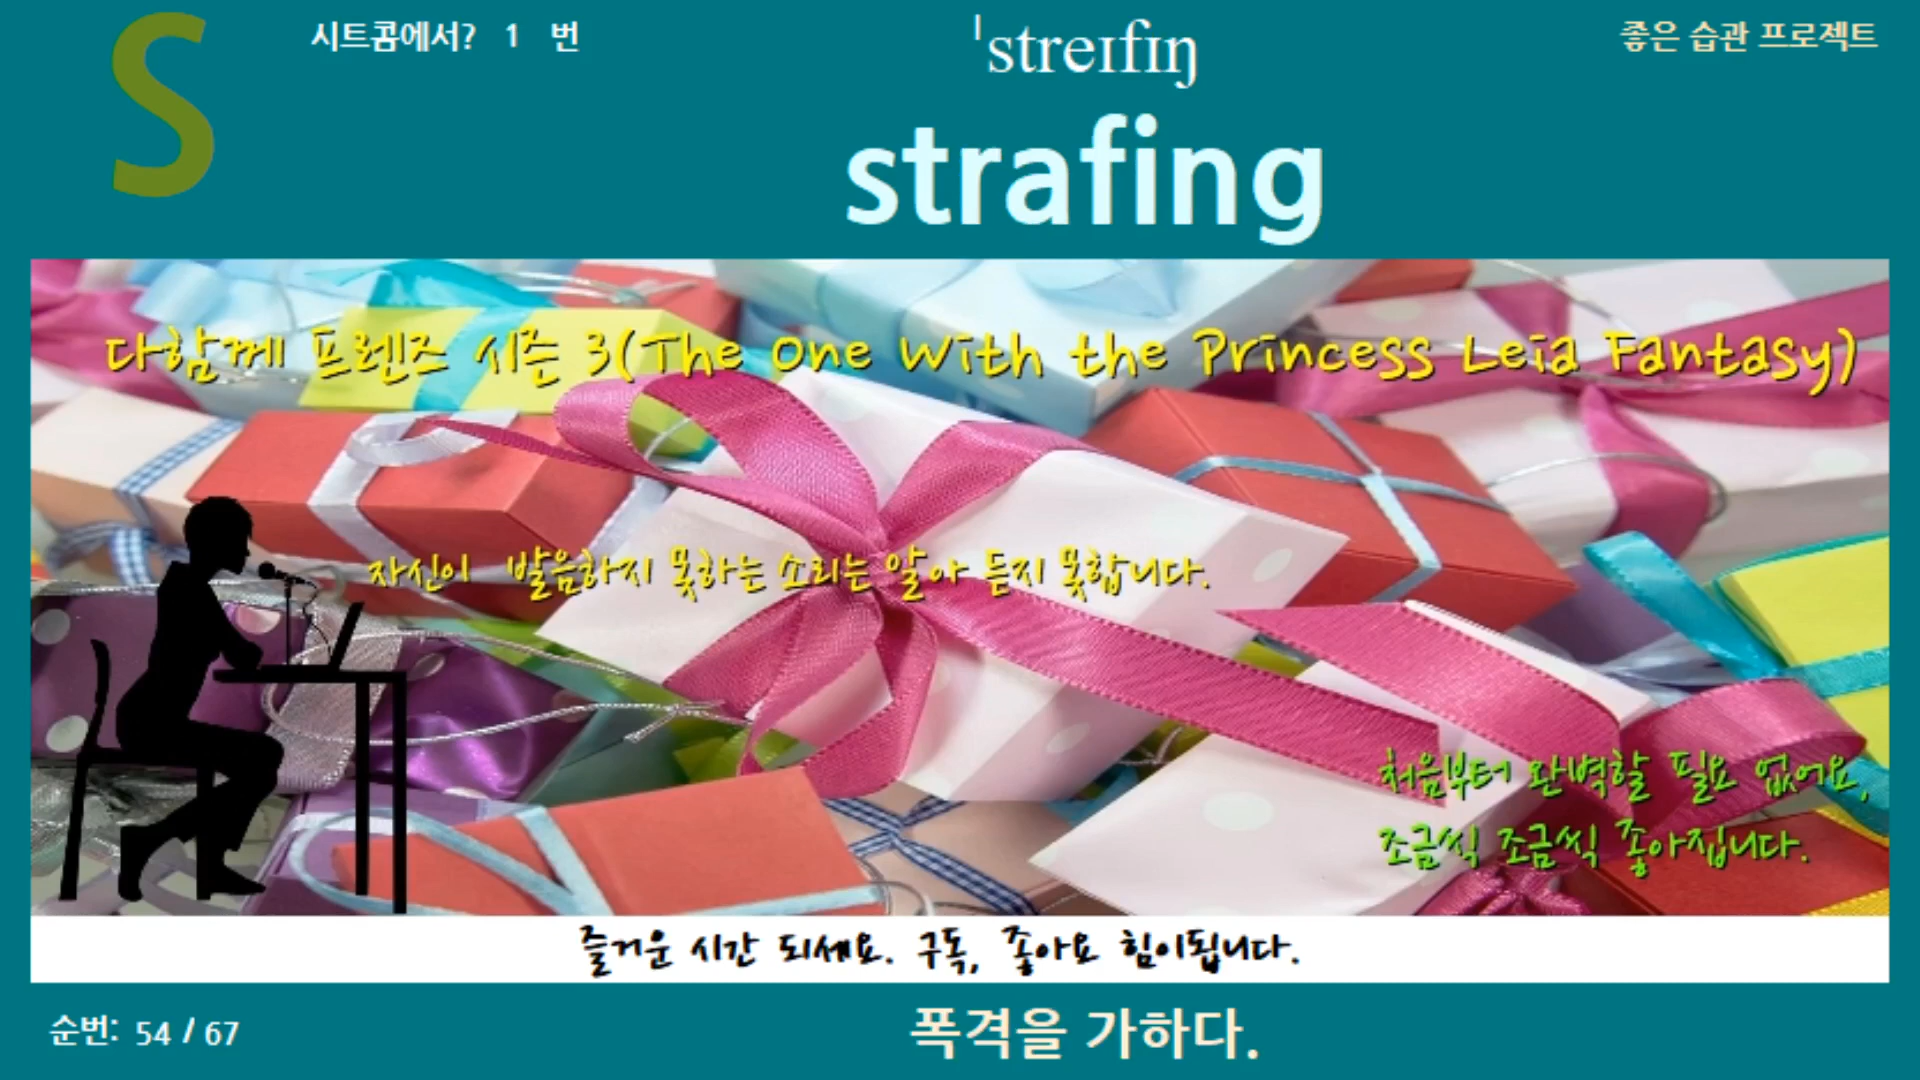 S
시트콤에서? 1 번
ˈstreɪfɪŋ
좋은 습관 프로젝트
strafing
다함께 프렌즈 시즌 3(The One With the Princess Leia Fantasy)
자신이 발음하지 못하는 소리는 알아 듣지 못합니다.
처음부터 완벽할 필요 없어요,
조금씩 조금씩 좋아집니다.
즐거운 시간 되세요. 구독, 좋아요 힘이됩니다.
순번: 54 / 67
폭격을 가하다.